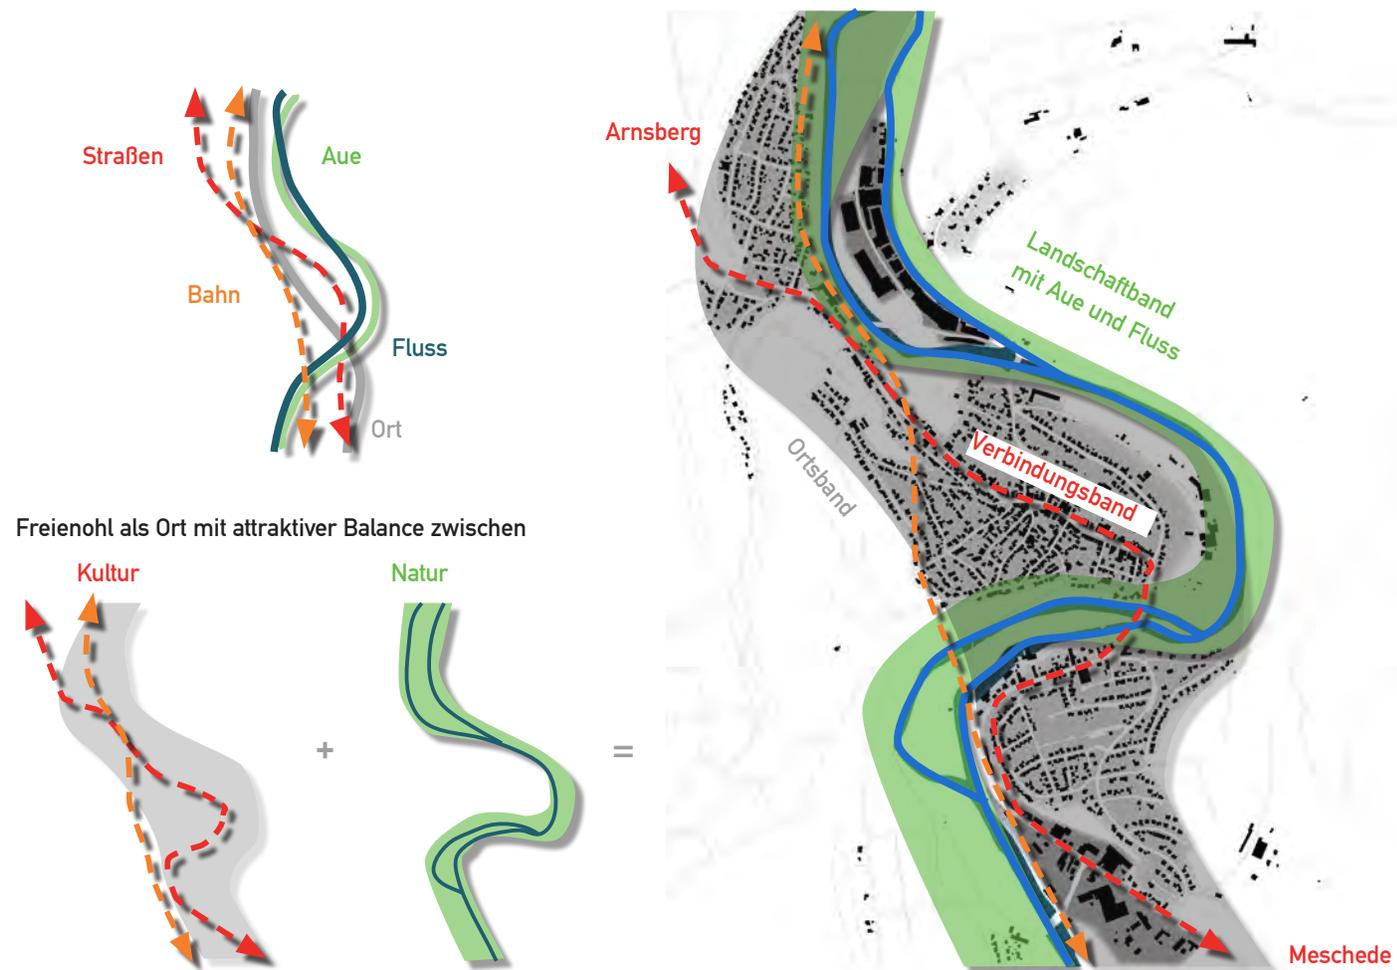 Straßen
Aue
Bahn
Fluss
Ort
Freienohl als Ort mit attraktiver Balance zwischen
Kultur
Natur
+
=
Arnsberg
Landschaftband
mit Aue und Fluss
Verbindungsband
Ortsband
Meschede